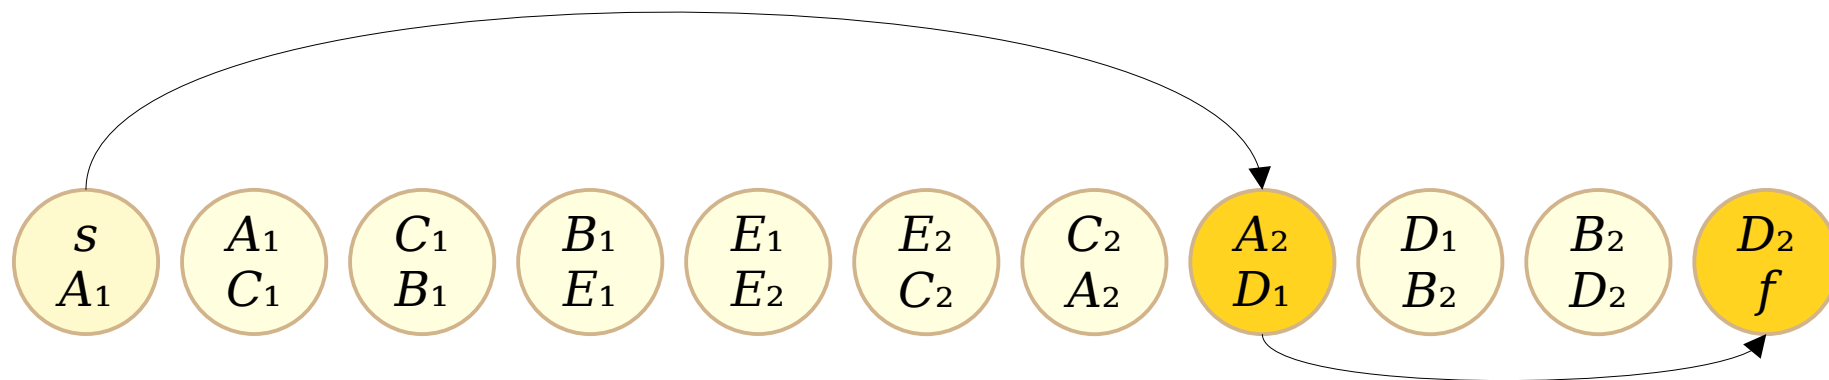 s
A₁
A₁
C₁
C₁
B₁
B₁
E₁
E₁
E₂
E₂
C₂
C₂
A₂
A₂
D₁
D₁
B₂
B₂
D₂
D₂
f